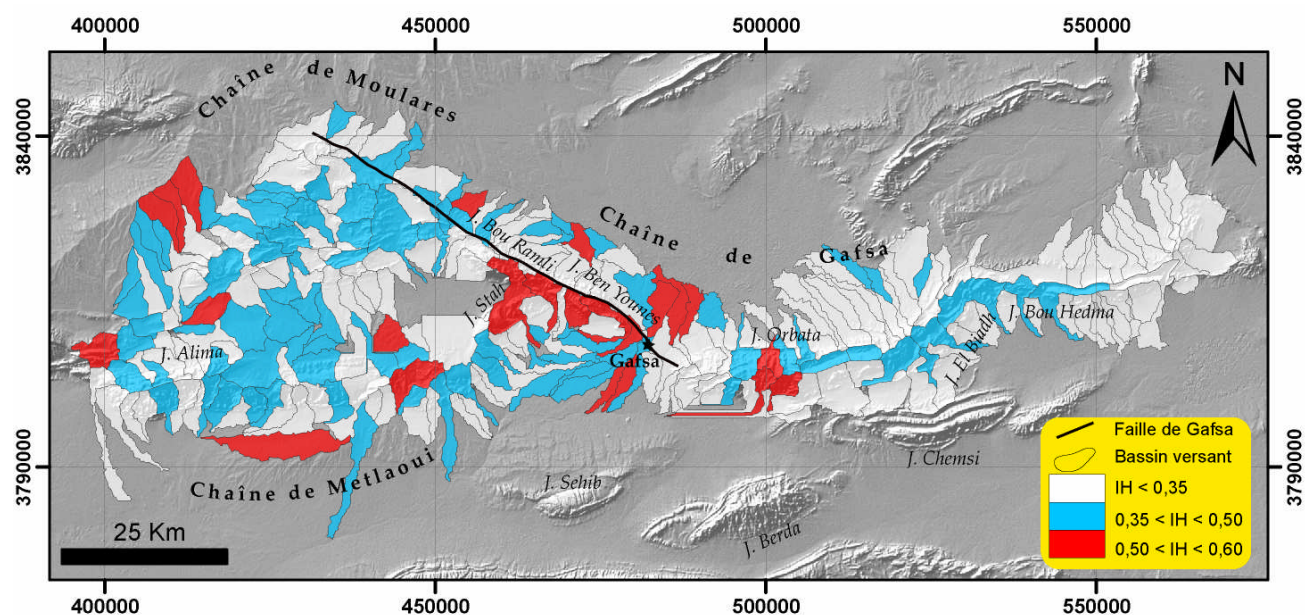 400000
450000
500000
550000
Chaîne de Moulares
N
3840000
3840000
Chaîne de Gafsa
J. Bou Ramli
J. Ben Younes
J. Stah
J. Alima
J. Orbata
J. Bou Hedma
J. El Biadh
Gafsa
3790000
3790000
Chaîne de Metlaoui
J. Sehib
J. Chemsi
J. Berda
Faille de Gafsa
Bassin versant
IH < 0,35
0,35 < IH < 0,50
0,50 < IH < 0,60
25 Km
400000
450000
500000
550000